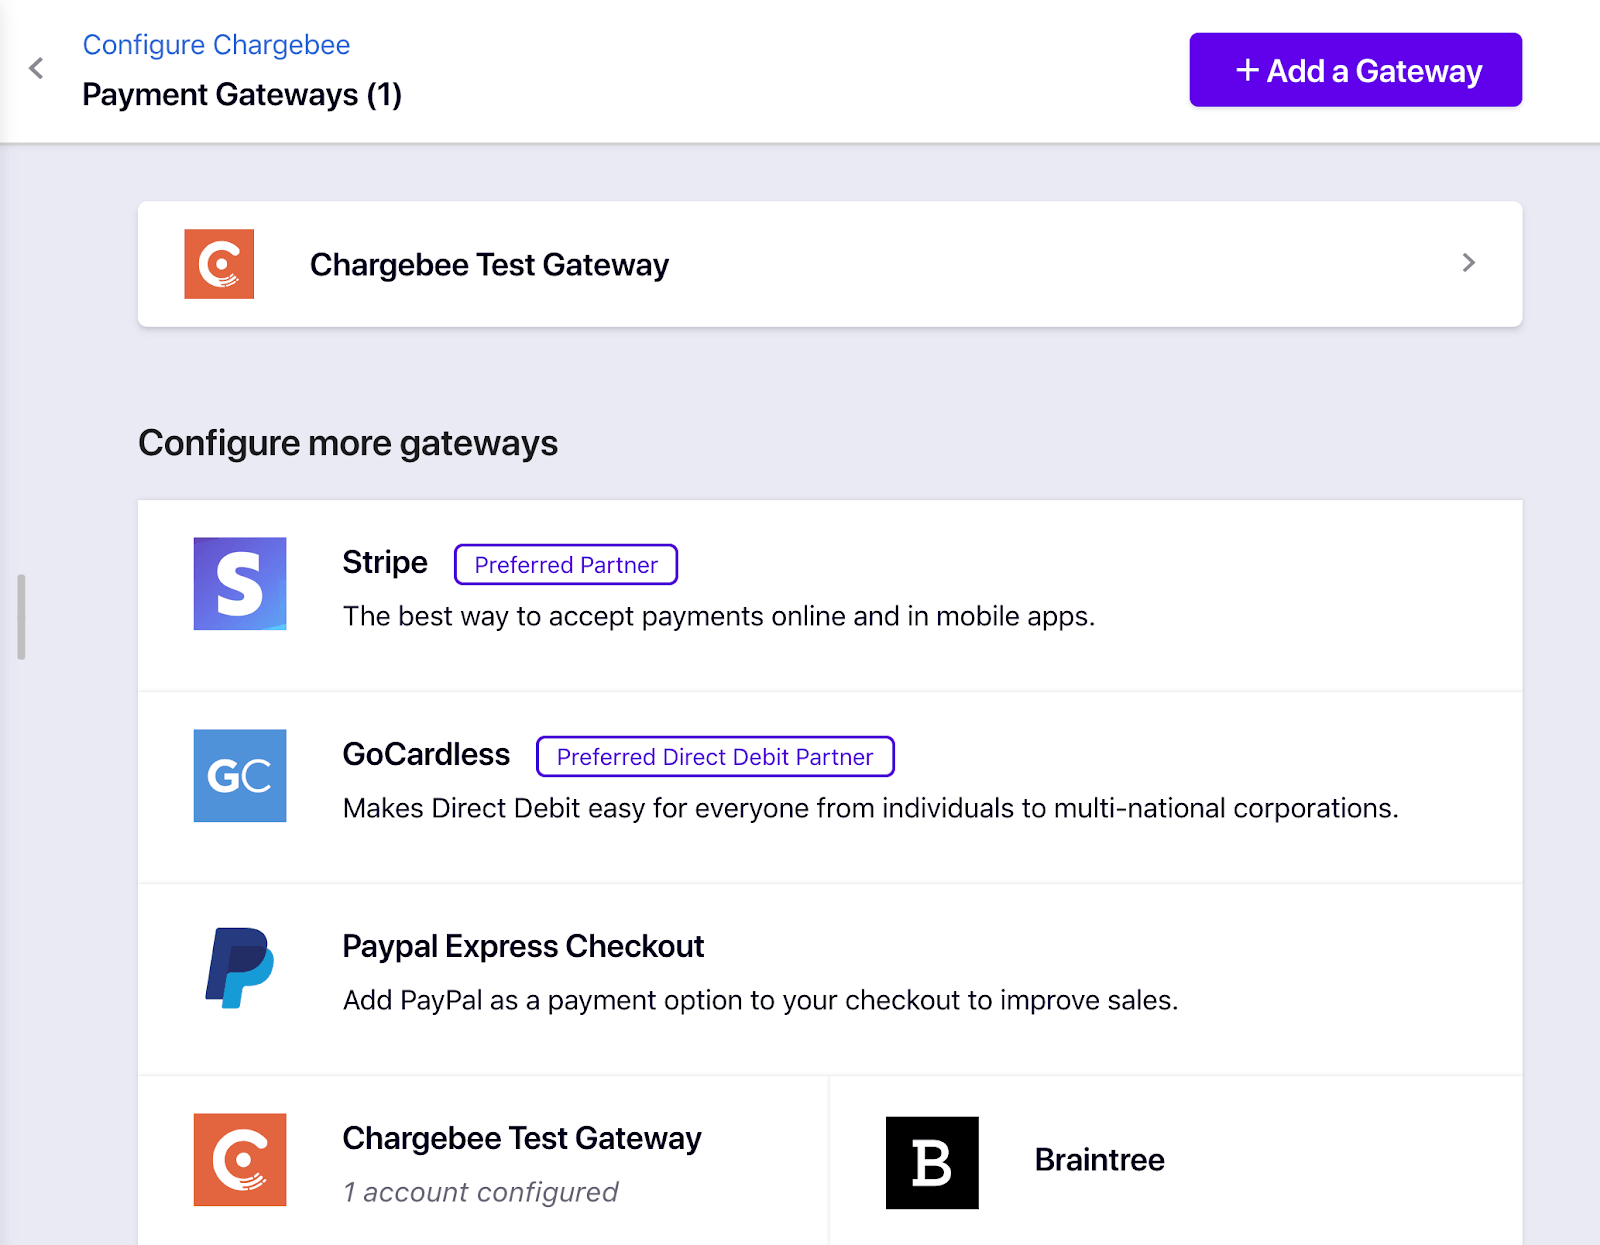 Configure Chargebee
Payment Gateways (1)
+ Add a Gateway
C
Chargebee Test Gateway
Configure more gateways
S
Stripe
Preferred Partner
The best way to accept payments online and in mobile apps.
GC
GoCardless
Preferred Direct Debit Partner
Makes Direct Debit easy for everyone from individuals to multi-national corporations.
Paypal Express Checkout
Add PayPal as a payment option to your checkout to improve sales.
C
Chargebee Test Gateway
1 account configured
B
Braintree